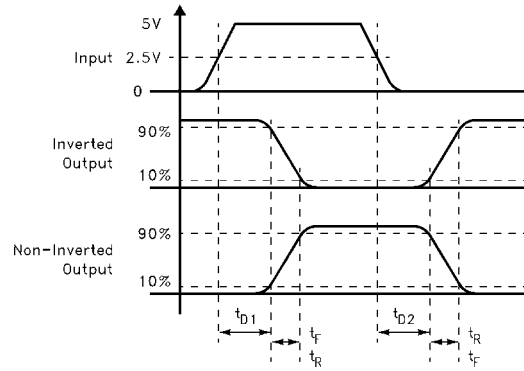 5V
Input 2.5V
0
Inverted
Output
90%
10%
Non-Inverted
Output
90%
10%
tD1 tF tD2 tR
tR tF